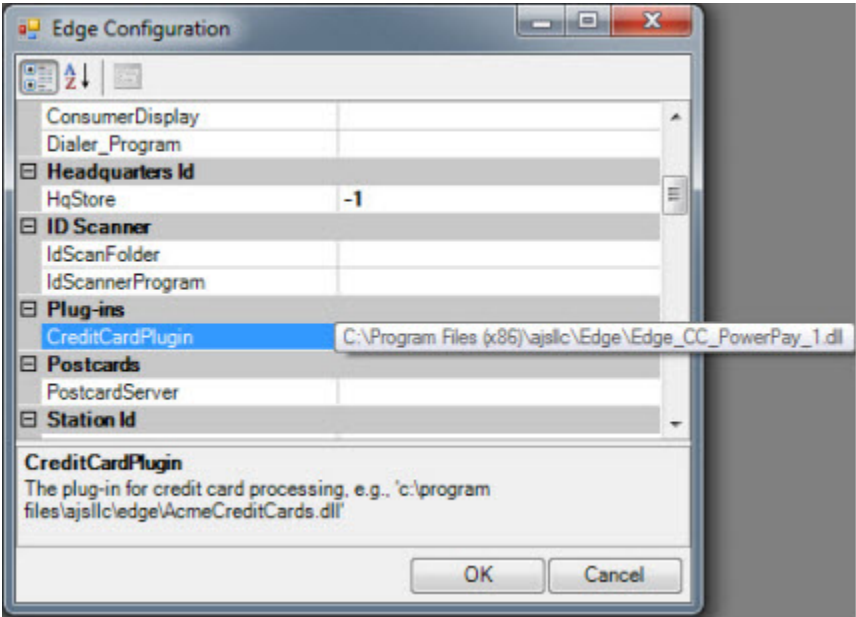 Edge Configuration
ConsumerDisplay
Dialer_Program
Headquarters Id
HqStore -1
ID Scanner
IdScanFolder
IdScannerProgram
Plug-ins
CreditCardPlugin C:\Program Files (x86)\ajsllc\Edge\Edge_CC_PowerPay_1.dll
Postcards
PostcardServer
Station Id
CreditCardPlugin
The plug-in for credit card processing, e.g., 'c:\program
files\ajsllc\edge\AcmeCreditCards.dll'
OK Cancel